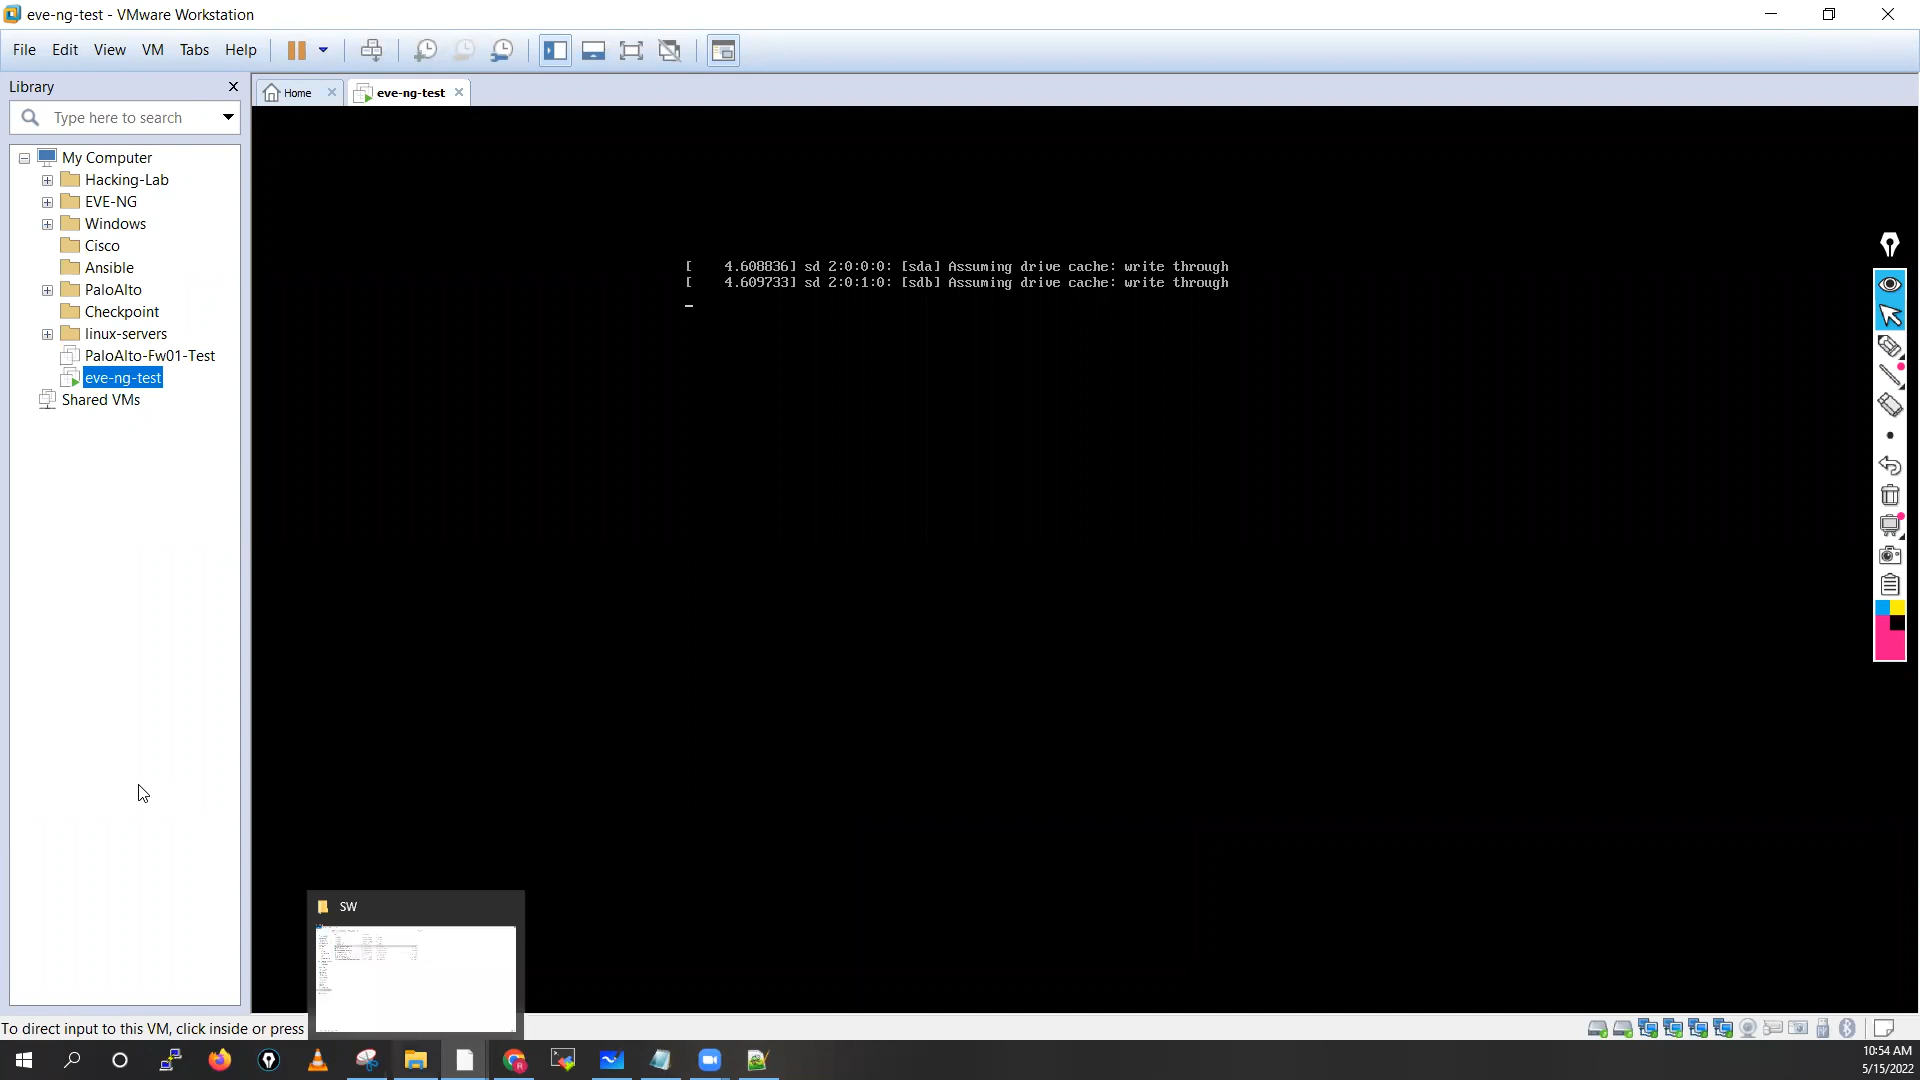 eve-ng-test - VMware Workstation
File Edit View VM Tabs Help
Library
Home
eve-ng-test
Type here to search
My Computer
Hacking-Lab
EVE-NG
Windows
Cisco
Ansible
PaloAlto
Checkpoint
linux-servers
PaloAlto-Fw01-Test
eve-ng-test
Shared VMs
[    4.608836] sd 2:0:0:0: [sda] Assuming drive cache: write through
[    4.609733] sd 2:0:1:0: [sdb] Assuming drive cache: write through
SW
To direct input to this VM, click inside or press
10:54 AM
5/15/2022